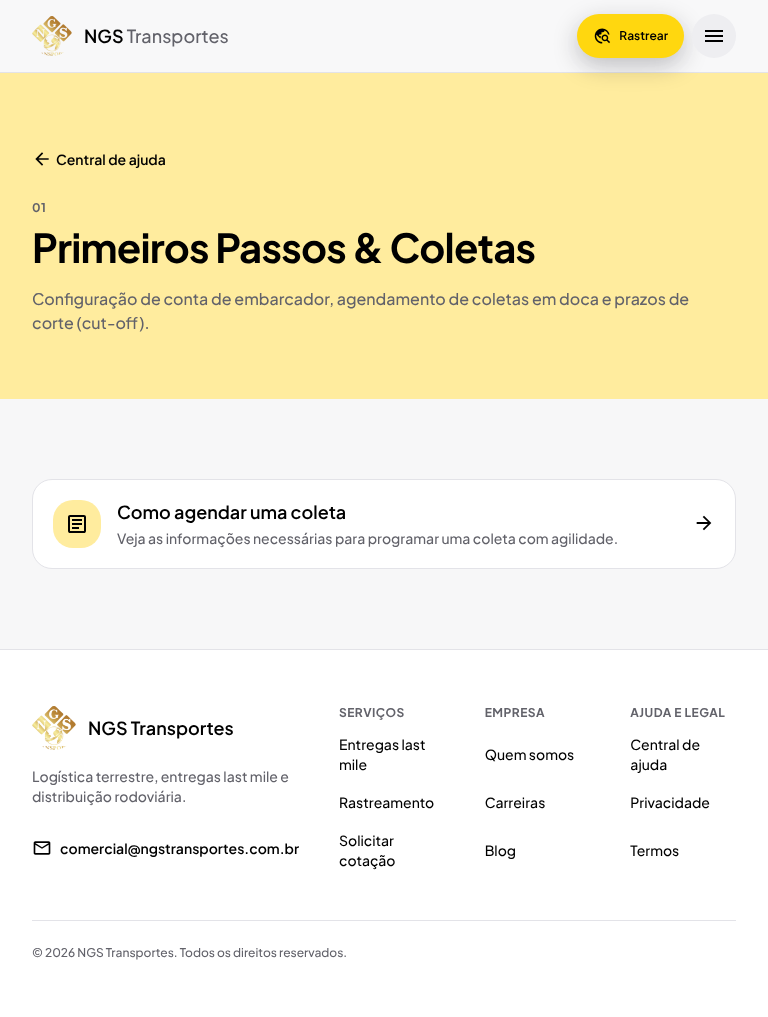 NGS Transportes
Rastrear
Central de ajuda
01
Primeiros Passos & Coletas
Configuração de conta de embarcador, agendamento de coletas em doca e prazos de
corte (cut-off).
Como agendar uma coleta
Veja as informações necessárias para programar uma coleta com agilidade.
NGS Transportes
Logística terrestre, entregas last mile e
distribuição rodoviária.
comercial@ngstransportes.com.br
SERVIÇOS
Entregas last
mile
Rastreamento
Solicitar
cotação
EMPRESA
Quem somos
Carreiras
Blog
AJUDA E LEGAL
Central de
ajuda
Privacidade
Termos
© 2026 NGS Transportes. Todos os direitos reservados.